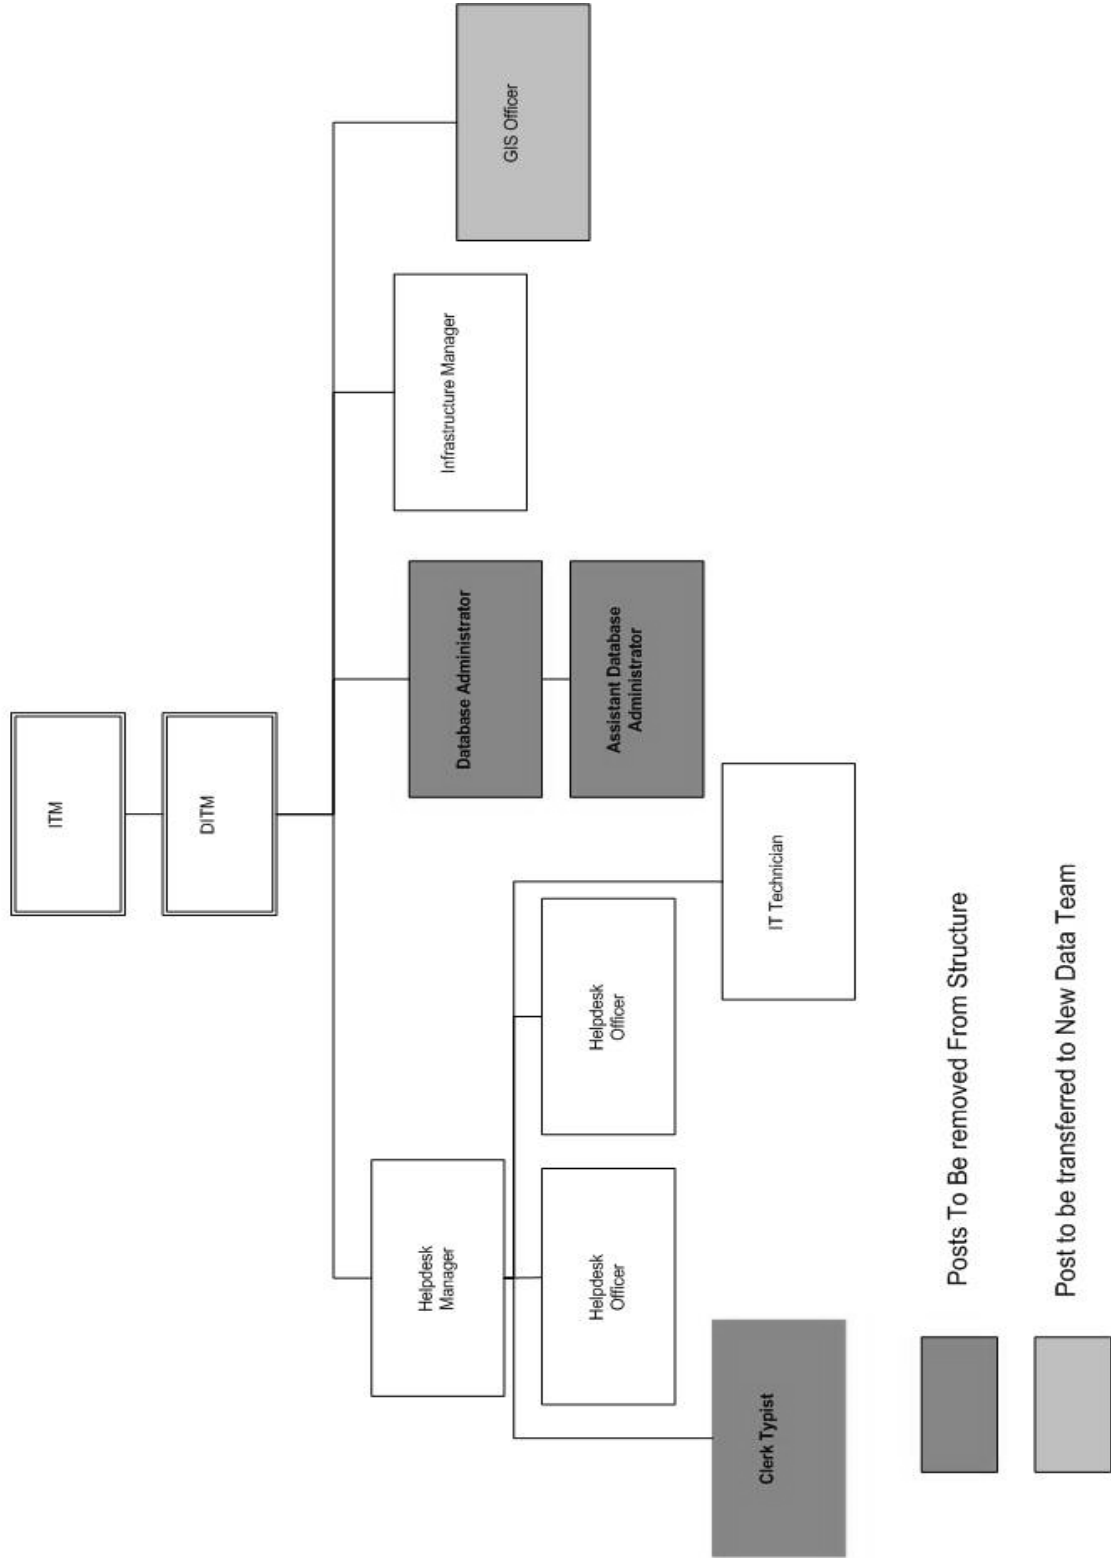 ITM
DITM
Helpdesk
Manager
Database Administrator
Infrastructure Manager
GIS Officer
Helpdesk
Officer
Helpdesk
Officer
Assistant Database
Administrator
Clerk Typist
IT Technician
Posts To Be removed From Structure
Post to be transferred to New Data Team